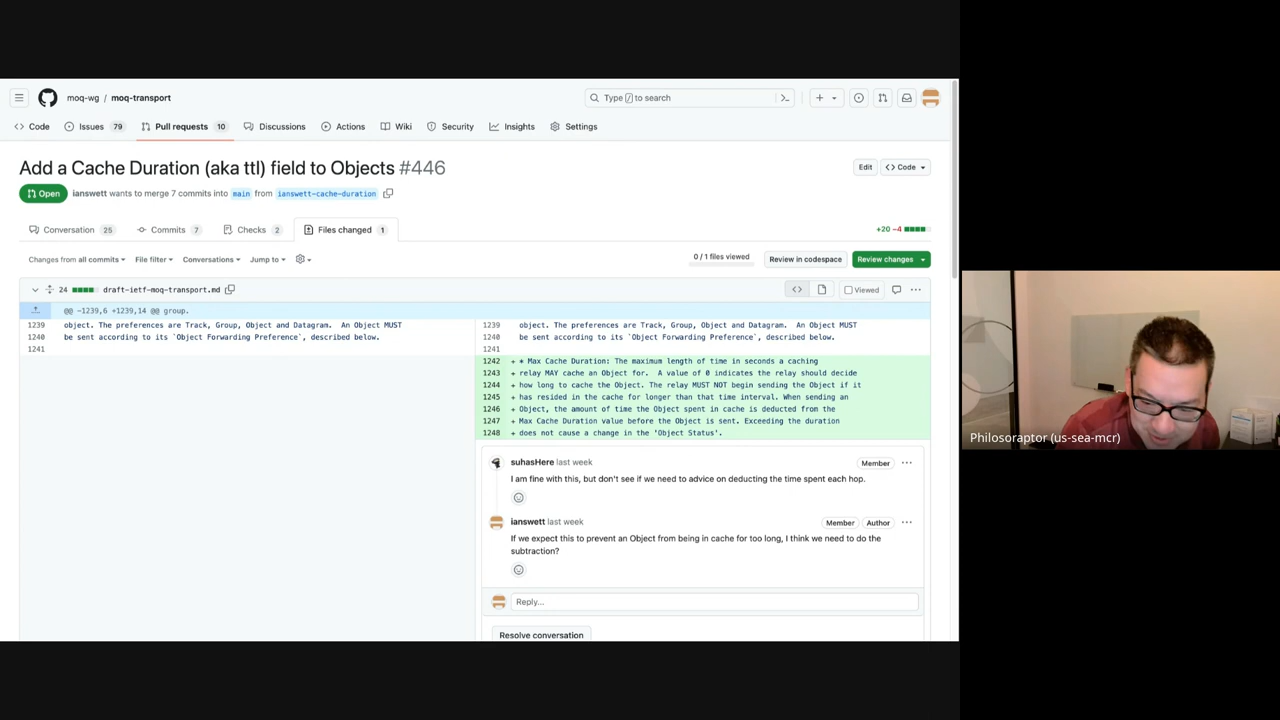 moq-wg / moq-transport
Type / to search
Code
Issues 79
Pull requests 10
Discussions
Actions
Wiki
Security
Insights
Settings
Add a Cache Duration (aka ttl) field to Objects #446
Edit
<> Code
Open
ianswett wants to merge 7 commits into main from ianswett-cache-duration
Conversation 25
Commits 7
Checks 2
Files changed 1
+20 −4
Changes from all commits
File filter
Conversations
Jump to
0 / 1 files viewed
Review in codespace
Review changes
24 draft-ietf-moq-transport.md
Viewed
@@ -1239,6 +1239,14 @@ group.
1239 object. The preferences are Track, Group, Object and Datagram. An Object MUST
1240 be sent according to its `Object Forwarding Preference`, described below.
1241
1239 object. The preferences are Track, Group, Object and Datagram. An Object MUST
1240 be sent according to its `Object Forwarding Preference`, described below.
1241
1242 + * Max Cache Duration: The maximum length of time in seconds a caching
1243 + relay MAY cache an Object for. A value of 0 indicates the relay should decide
1244 + how long to cache the Object. The relay MUST NOT begin sending the Object if it
1245 + has resided in the cache for longer than that time interval. When sending an
1246 + Object, the amount of time the Object spent in cache is deducted from the
1247 + Max Cache Duration value before the Object is sent. Exceeding the duration
1248 + does not cause a change in the 'Object Status'.
suhasHere last week
Member
I am fine with this, but don't see if we need to advice on deducting the time spent each hop.
ianswett last week
Member
Author
If we expect this to prevent an Object from being in cache for too long, I think we need to do the
subtraction?
Reply...
Resolve conversation
Philosoraptor (us-sea-mcr)